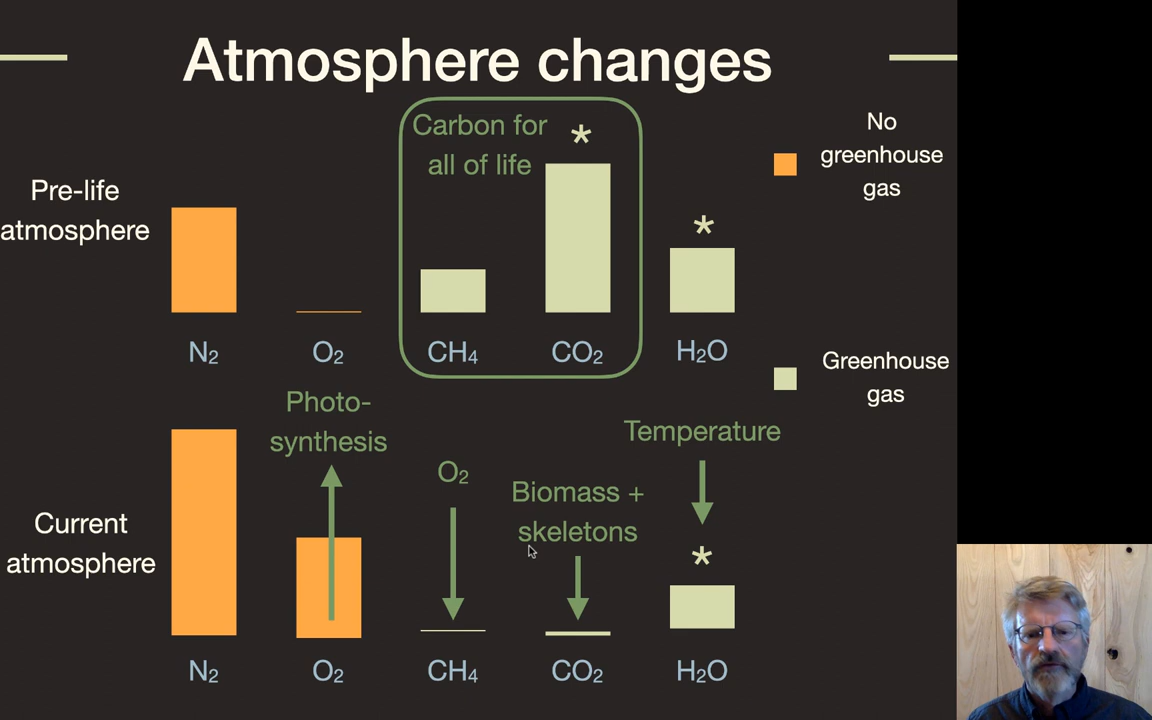 Atmosphere changes
Carbon for
all of life
*
No
greenhouse
gas
Pre-life
atmosphere
*
N₂
O₂
CH₄
CO₂
H₂O
Greenhouse
gas
Photo-
synthesis
O₂
Biomass +
skeletons
Temperature
Current
atmosphere
*
N₂
O₂
CH₄
CO₂
H₂O